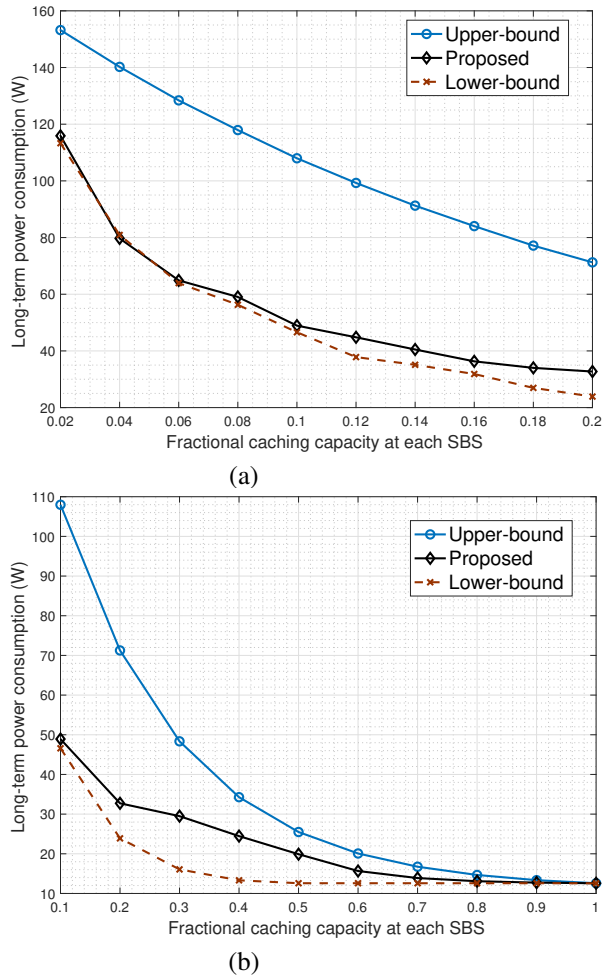 160
140
120
100
80
60
40
20
Long-term power consumption (W)
Upper-bound
Proposed
Lower-bound
0.02 0.04 0.06 0.08 0.1 0.12 0.14 0.16 0.18 0.2
Fractional caching capacity at each SBS
(a)
110
100
90
80
70
60
50
40
30
20
10
Long-term power consumption (W)
Upper-bound
Proposed
Lower-bound
0.1 0.2 0.3 0.4 0.5 0.6 0.7 0.8 0.9 1
Fractional caching capacity at each SBS
(b)